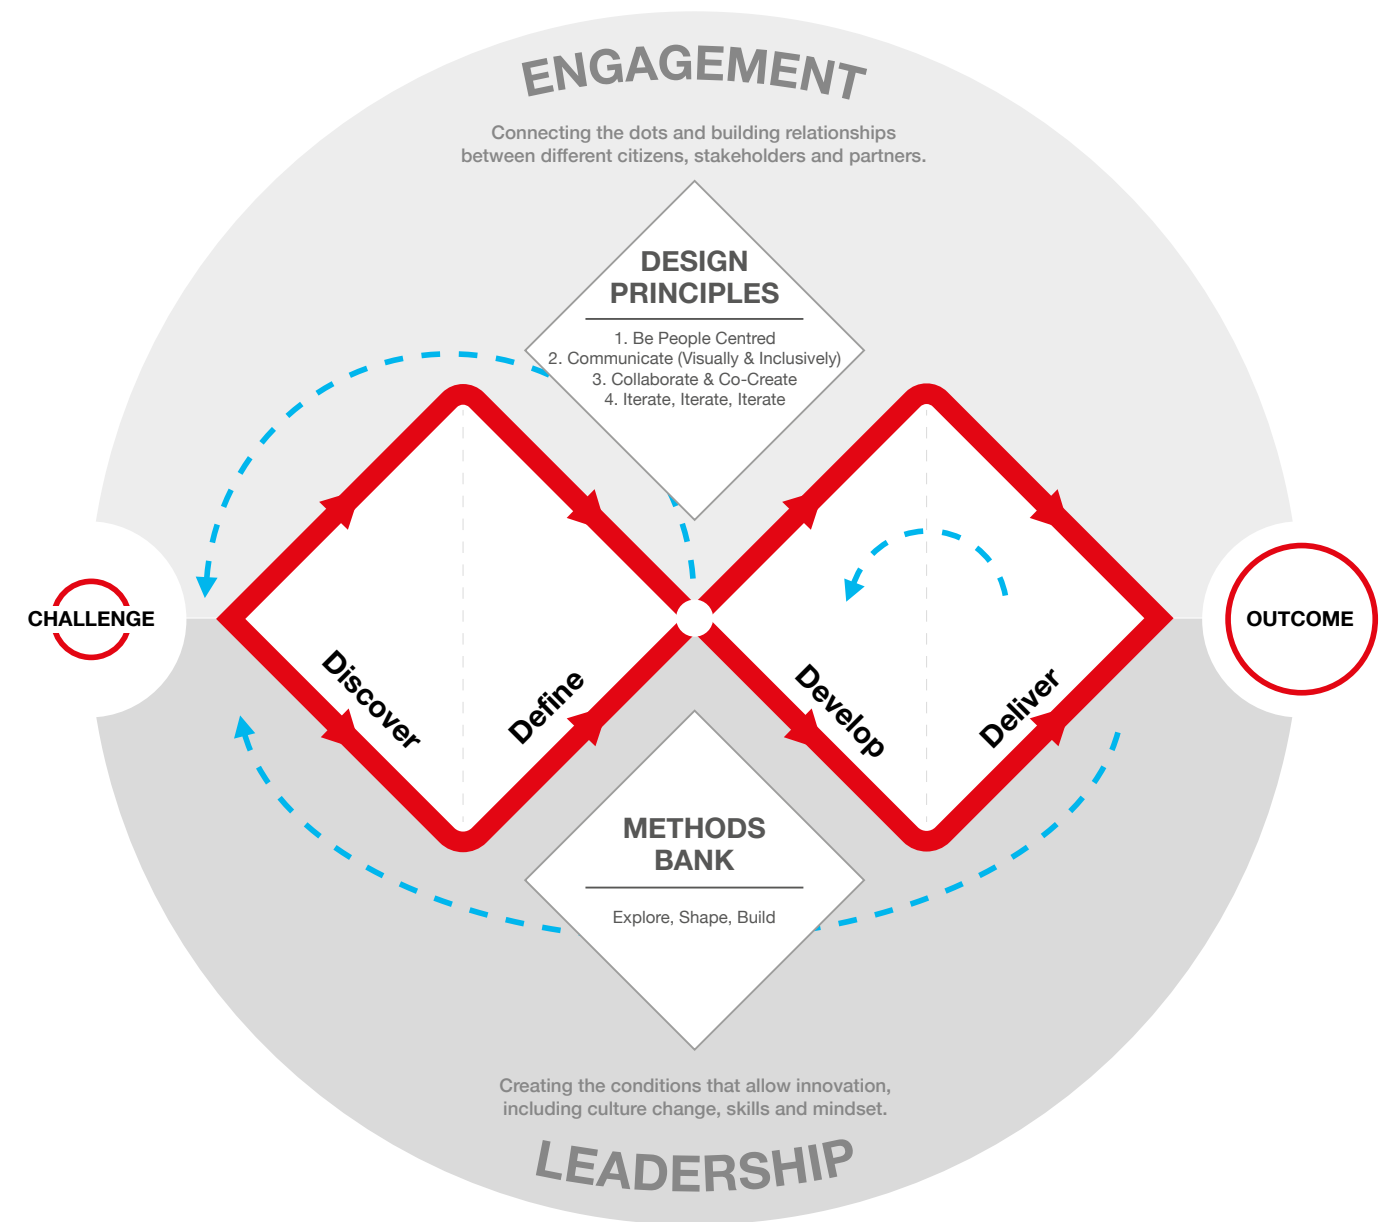 ENGAGEMENT
Connecting the dots and building relationships
between different citizens, stakeholders and partners.
DESIGN
PRINCIPLES
1. Be People Centred
2. Communicate (Visually & Inclusively)
3. Collaborate & Co-Create
4. Iterate, Iterate, Iterate
CHALLENGE
OUTCOME
Discover
Define
Develop
Deliver
METHODS
BANK
Explore, Shape, Build
Creating the conditions that allow innovation,
including culture change, skills and mindset.
LEADERSHIP